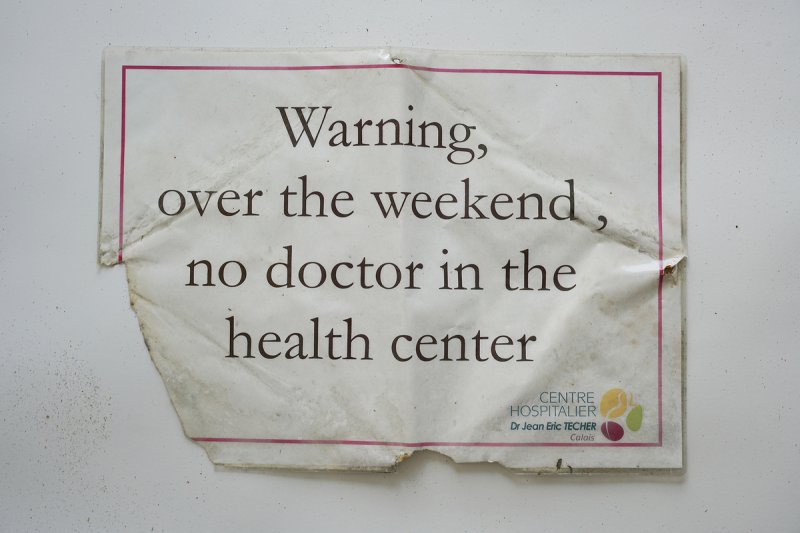 Warning,
over the weekend ,
no doctor in the
health center
CENTRE
HOSPITALIER
Dr Jean Eric TECHER
Calais